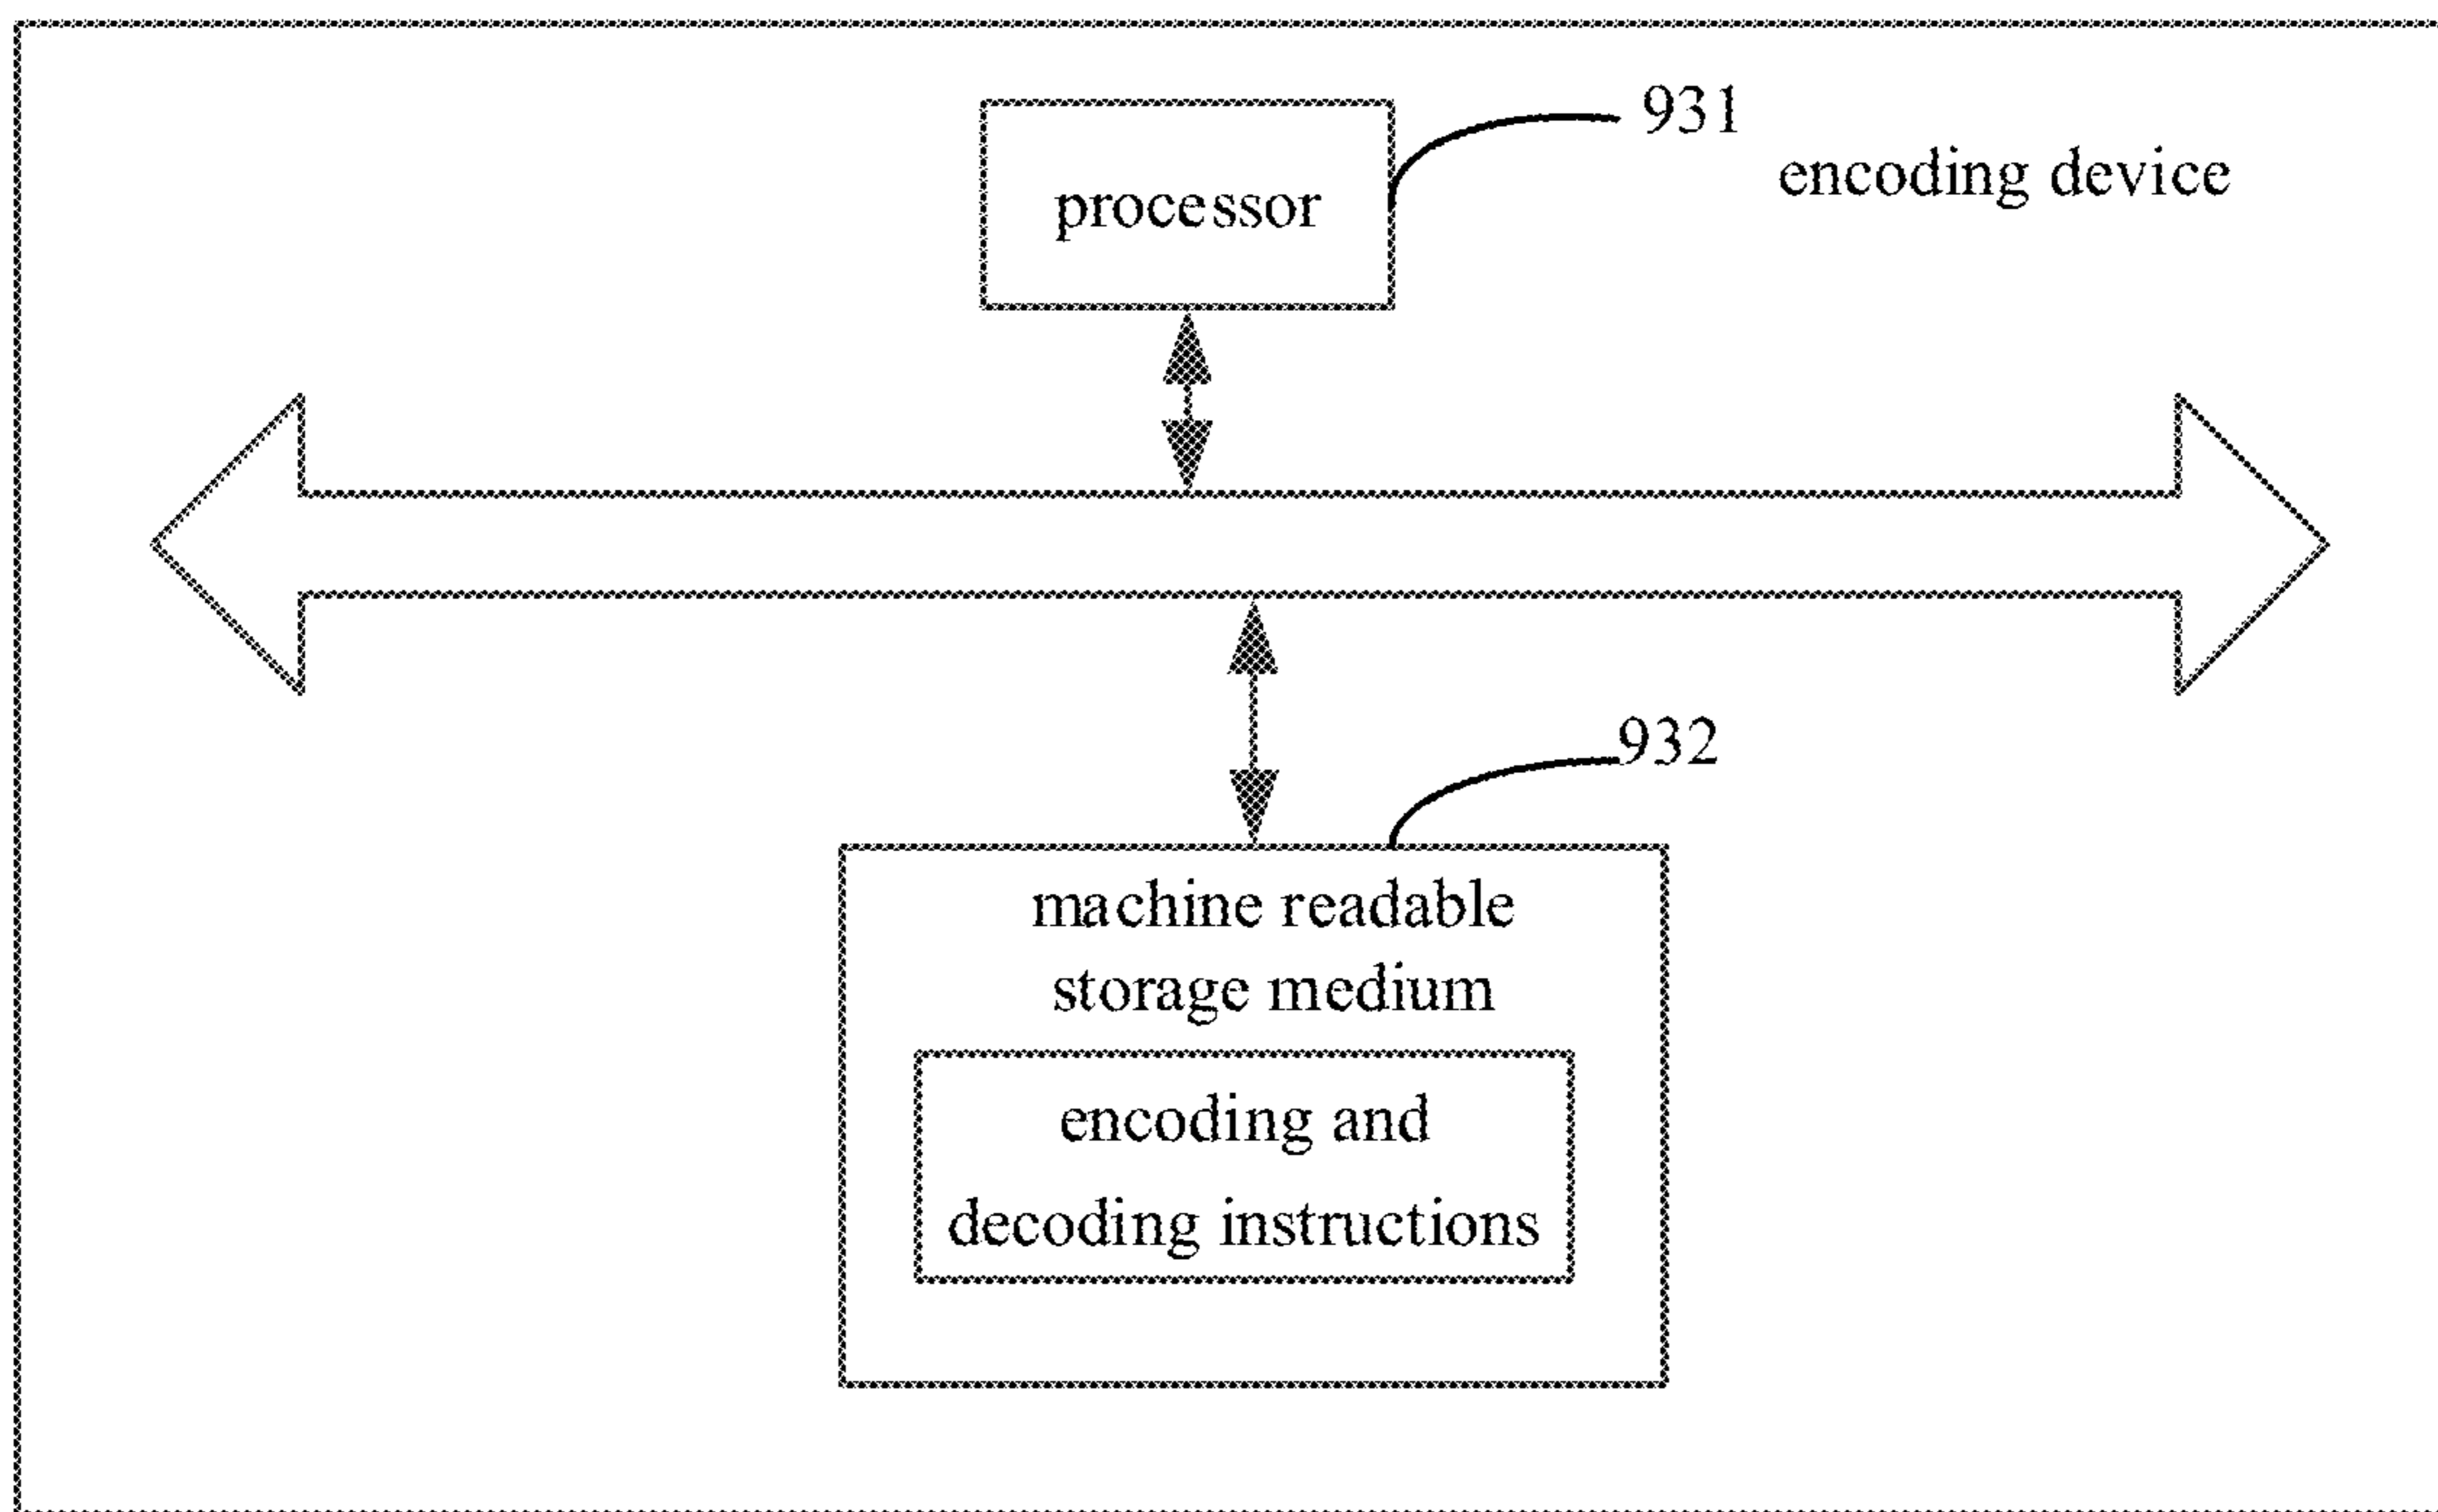 931
encoding device
processor
932
machine readable
storage medium
encoding and
decoding instructions